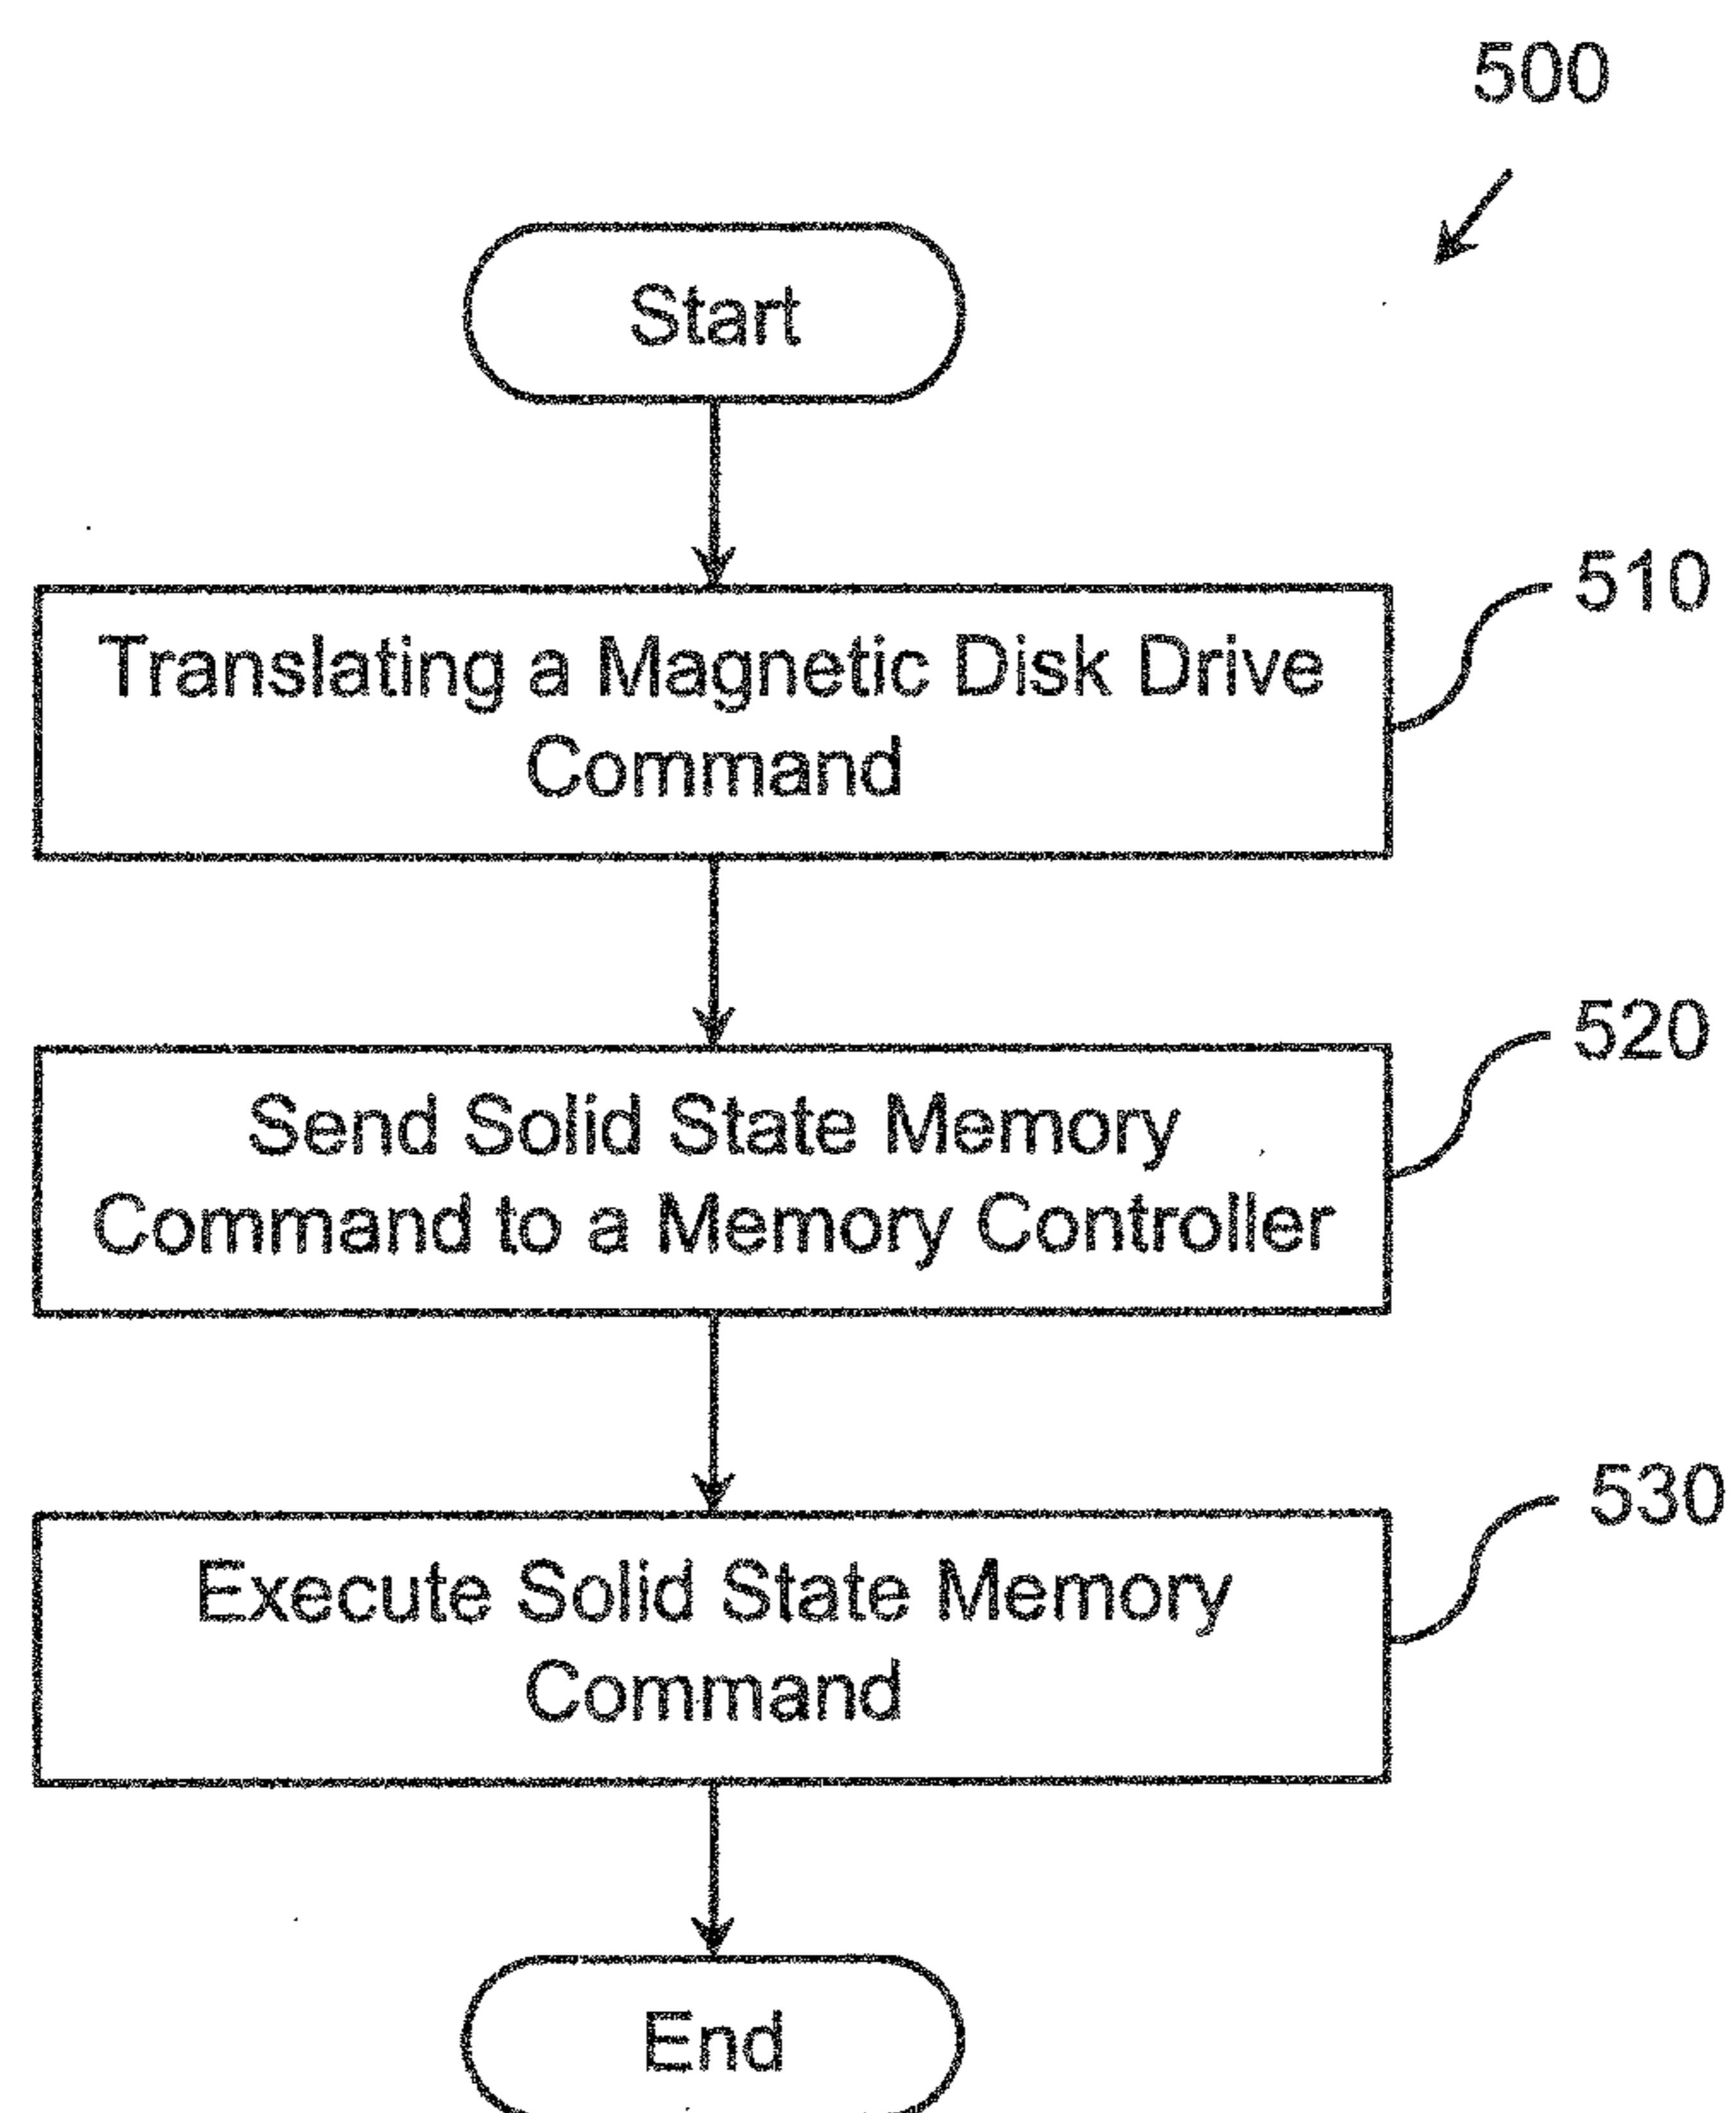 500
Start
510
Translating a Magnetic Disk Drive
Command
520
Send Solid State Memory
Command to a Memory Controller
530
Execute Solid State Memory
Command
End